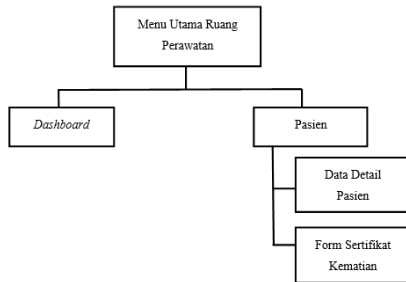 Menu Utama Ruang
Perawatan
Dashboard
Pasien
Data Detail
Pasien
Form Sertifikat
Kematian